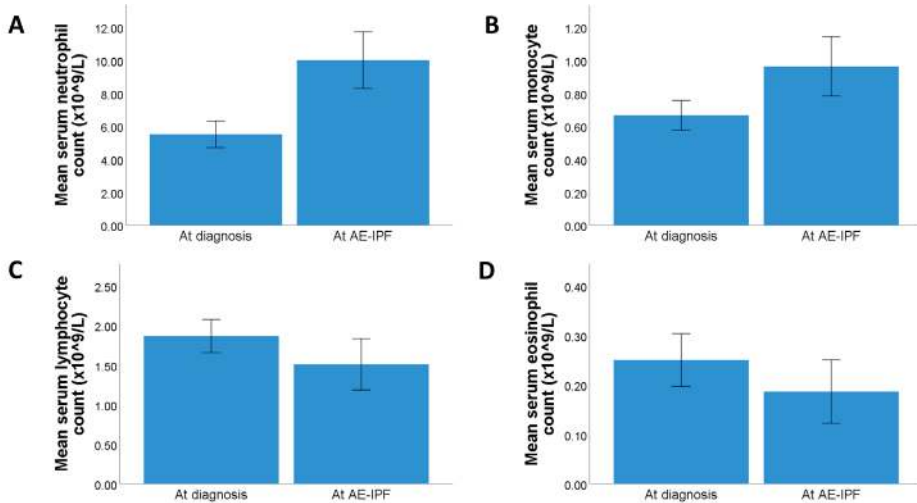 A
Mean serum neutrophil
count (x10^9/L)
12.00
10.00
8.00
6.00
4.00
2.00
0.00
At diagnosis
At AE-IPF
B
Mean serum monocyte
count (x10^9/L)
1.20
1.00
0.80
0.60
0.40
0.20
0.00
At diagnosis
At AE-IPF
C
Mean serum lymphocyte
count (x10^9/L)
2.50
2.00
1.50
1.00
0.50
0.00
At diagnosis
At AE-IPF
D
Mean serum eosinophil
count (x10^9/L)
0.40
0.30
0.20
0.10
0.00
At diagnosis
At AE-IPF